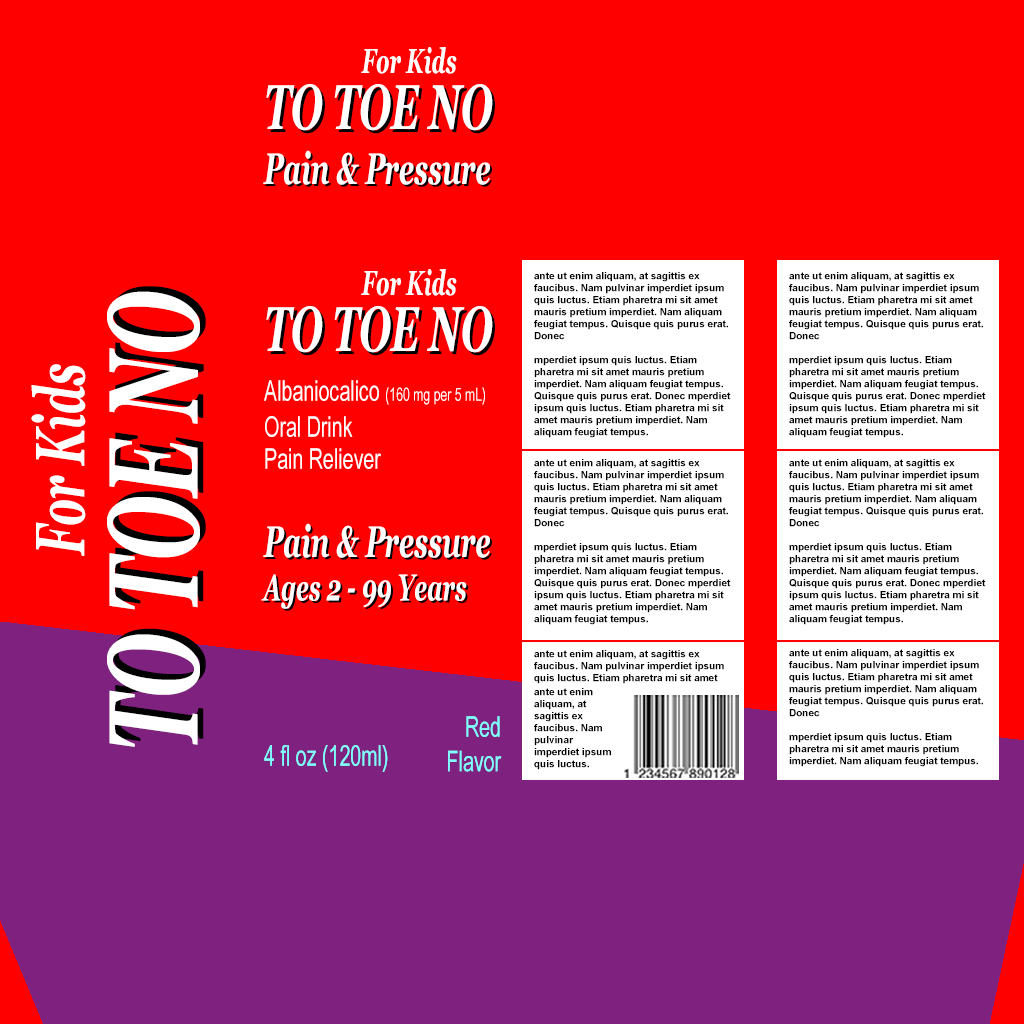 For Kids
TO TOE NO
Pain & Pressure
For Kids
TO TOE NO
For Kids
TO TOE NO
Albaniocalico (160 mg per 5 mL)
Oral Drink
Pain Reliever
Pain & Pressure
Ages 2 - 99 Years
4 fl oz (120ml)
Red
Flavor
ante ut enim aliquam, at sagittis ex
faucibus. Nam pulvinar imperdiet ipsum
quis luctus. Etiam pharetra mi sit amet
mauris pretium imperdiet. Nam aliquam
feugiat tempus. Quisque quis purus erat.
Donec
mperdiet ipsum quis luctus. Etiam
pharetra mi sit amet mauris pretium
imperdiet. Nam aliquam feugiat tempus.
Quisque quis purus erat. Donec mperdiet
ipsum quis luctus. Etiam pharetra mi sit
amet mauris pretium imperdiet. Nam
aliquam feugiat tempus.
ante ut enim aliquam, at sagittis ex
faucibus. Nam pulvinar imperdiet ipsum
quis luctus. Etiam pharetra mi sit amet
mauris pretium imperdiet. Nam aliquam
feugiat tempus. Quisque quis purus erat.
Donec
mperdiet ipsum quis luctus. Etiam
pharetra mi sit amet mauris pretium
imperdiet. Nam aliquam feugiat tempus.
Quisque quis purus erat. Donec mperdiet
ipsum quis luctus. Etiam pharetra mi sit
amet mauris pretium imperdiet. Nam
aliquam feugiat tempus.
ante ut enim aliquam, at sagittis ex
faucibus. Nam pulvinar imperdiet ipsum
quis luctus. Etiam pharetra mi sit amet
ante ut enim
aliquam, at
sagittis ex
faucibus. Nam
pulvinar
imperdiet ipsum
quis luctus.
1 234567 890128
ante ut enim aliquam, at sagittis ex
faucibus. Nam pulvinar imperdiet ipsum
quis luctus. Etiam pharetra mi sit amet
mauris pretium imperdiet. Nam aliquam
feugiat tempus. Quisque quis purus erat.
Donec
mperdiet ipsum quis luctus. Etiam
pharetra mi sit amet mauris pretium
imperdiet. Nam aliquam feugiat tempus.
Quisque quis purus erat. Donec mperdiet
ipsum quis luctus. Etiam pharetra mi sit
amet mauris pretium imperdiet. Nam
aliquam feugiat tempus.
ante ut enim aliquam, at sagittis ex
faucibus. Nam pulvinar imperdiet ipsum
quis luctus. Etiam pharetra mi sit amet
mauris pretium imperdiet. Nam aliquam
feugiat tempus. Quisque quis purus erat.
Donec
mperdiet ipsum quis luctus. Etiam
pharetra mi sit amet mauris pretium
imperdiet. Nam aliquam feugiat tempus.
Quisque quis purus erat. Donec mperdiet
ipsum quis luctus. Etiam pharetra mi sit
amet mauris pretium imperdiet. Nam
aliquam feugiat tempus.
ante ut enim aliquam, at sagittis ex
faucibus. Nam pulvinar imperdiet ipsum
quis luctus. Etiam pharetra mi sit amet
mauris pretium imperdiet. Nam aliquam
feugiat tempus. Quisque quis purus erat.
Donec
mperdiet ipsum quis luctus. Etiam
pharetra mi sit amet mauris pretium
imperdiet. Nam aliquam feugiat tempus.